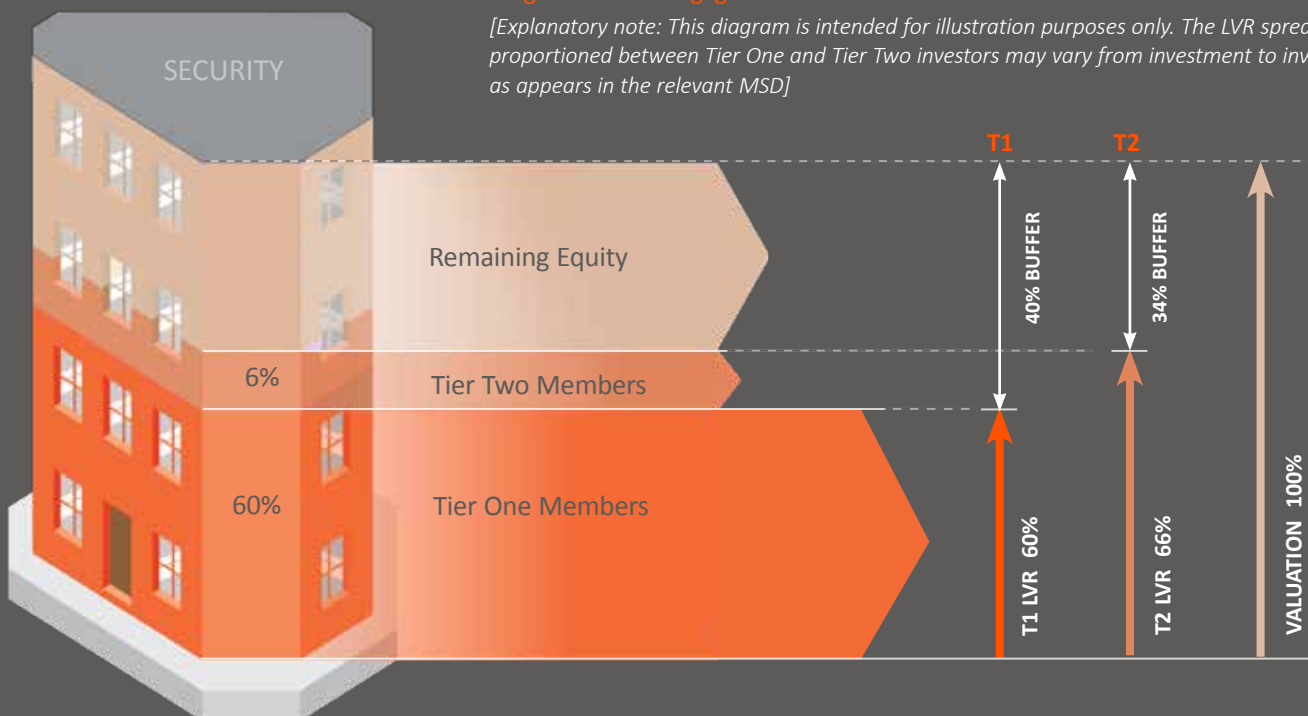 [Explanatory note: This diagram is intended for illustration purposes only. The LVR
proportioned between Tier One and Tier Two investors may vary from investment to
as appears in the relevant MSD]
SECURITY
T1
T2
Remaining Equity
40% BUFFER
34% BUFFER
6%
Tier Two Members
60%
Tier One Members
T1 LVR 60%
T2 LVR 66%
VALUATION 100%